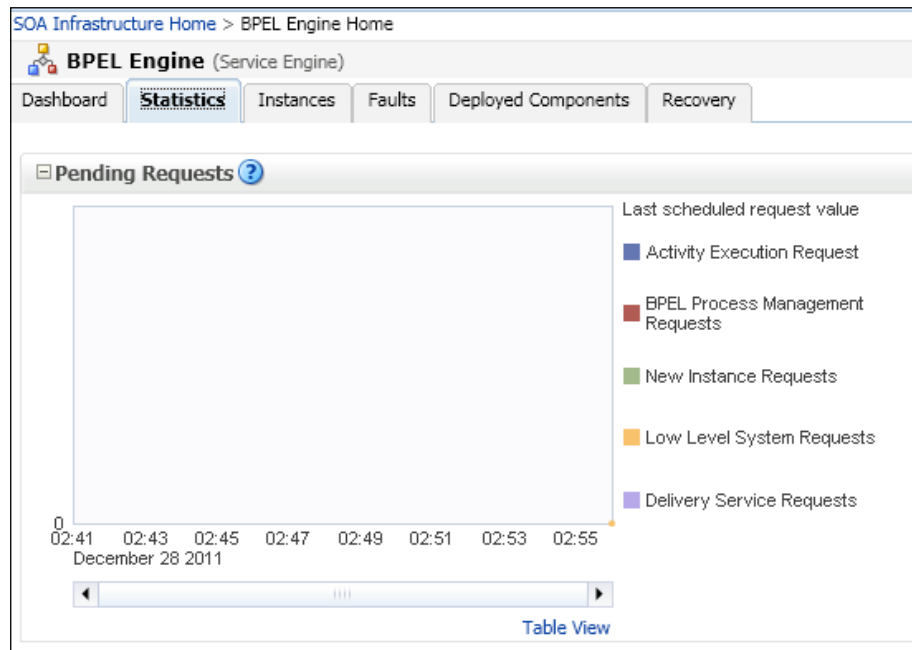 SOA Infrastructure Home > BPEL Engine Home
BPEL Engine (Service Engine)
Dashboard Statistics Instances Faults Deployed Components Recovery
Pending Requests ?
Last scheduled request value
Activity Execution Request
BPEL Process Management
Requests
New Instance Requests
Low Level System Requests
Delivery Service Requests
0
02:41 02:43 02:45 02:47 02:49 02:51 02:53 02:55
December 28 2011
Table View